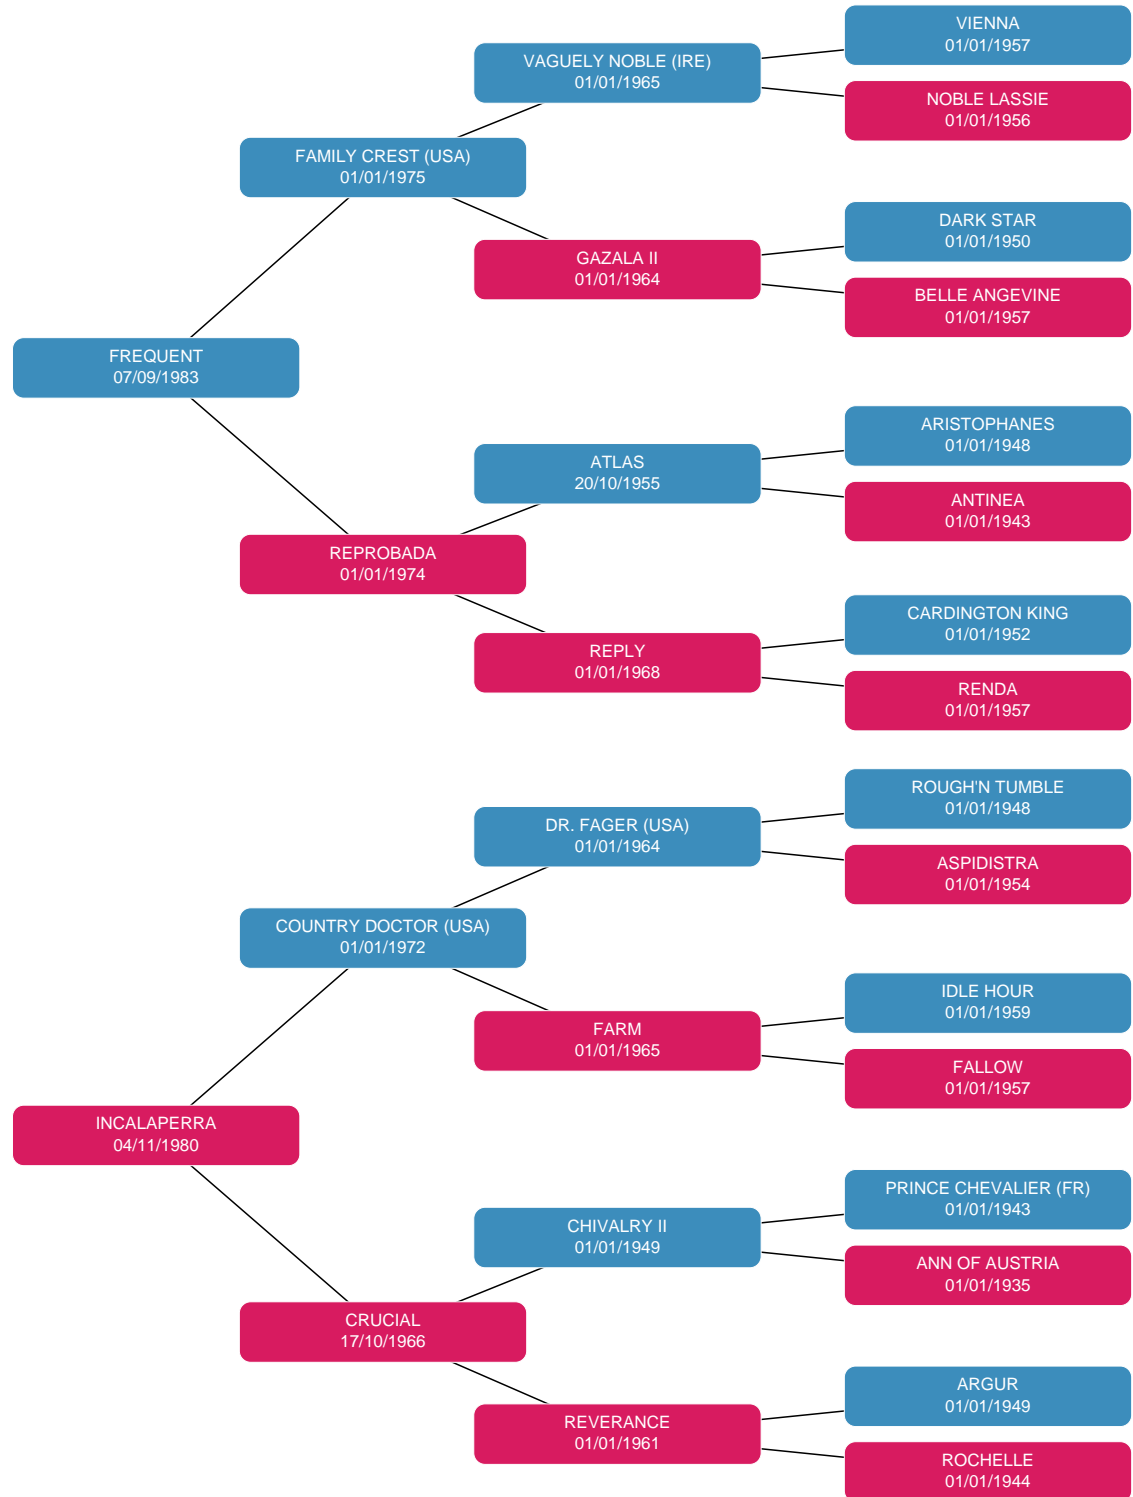 VIENNA
01/01/1957
VAGUELY NOBLE (IRE)
01/01/1965
NOBLE LASSIE
01/01/1956
FAMILY CREST (USA)
01/01/1975
DARK STAR
01/01/1950
GAZALA II
01/01/1964
BELLE ANGEVINE
01/01/1957
FREQUENT
07/09/1983
ARISTOPHANES
01/01/1948
ATLAS
20/10/1955
ANTINEA
01/01/1943
REPROBADA
01/01/1974
CARDINGTON KING
01/01/1952
REPLY
01/01/1968
RENDA
01/01/1957
ROUGH'N TUMBLE
01/01/1948
DR. FAGER (USA)
01/01/1964
ASPIDISTRA
01/01/1954
COUNTRY DOCTOR (USA)
01/01/1972
IDLE HOUR
01/01/1959
FARM
01/01/1965
FALLOW
01/01/1957
INCALAPERRA
04/11/1980
PRINCE CHEVALIER (FR)
01/01/1943
CHIVALRY II
01/01/1949
ANN OF AUSTRIA
01/01/1935
CRUCIAL
17/10/1966
ARGUR
01/01/1949
REVERANCE
01/01/1961
ROCHELLE
01/01/1944